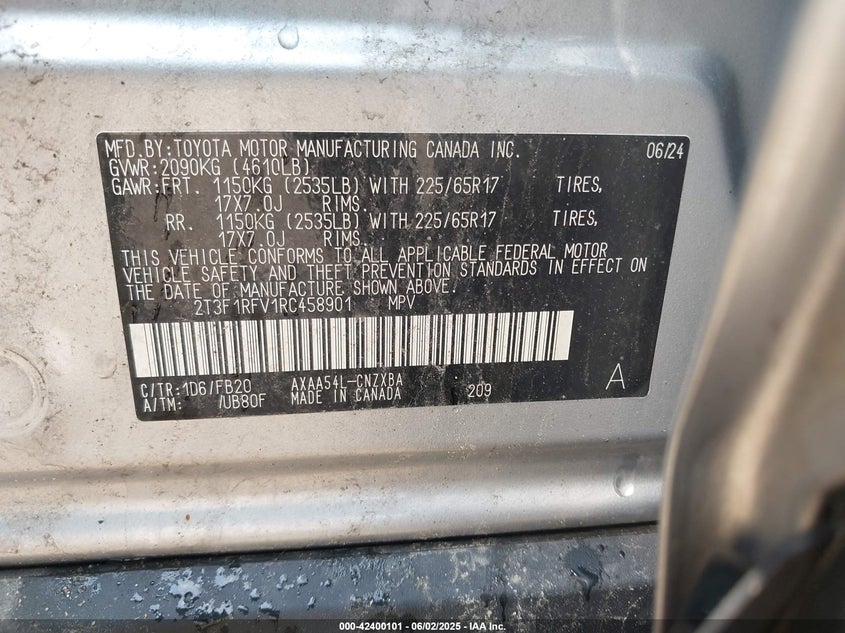 MFD.BY:TOYOTA MOTOR MANUFACTURING CANADA INC. 06/24
GVWR:2090KG (4610LB)
GAWR:FRT. 1150KG (2535LB) WITH 225/65R17 TIRES,
17X7.0J RIMS.
RR. 1150KG (2535LB) WITH 225/65R17 TIRES,
17X7.0J RIMS.
THIS VEHICLE CONFORMS TO ALL APPLICABLE FEDERAL MOTOR
VEHICLE SAFETY AND THEFT PREVENTION STANDARDS IN EFFECT ON
THE DATE OF MANUFACTURE SHOWN ABOVE.
2T3F1RFV1RC458901 MPV
C/TR:1D6/FB20 AXAA54L-CNZXBA 209 A
A/TM: /UB80F MADE IN CANADA
000-42400101 - 06/02/2025 - IAA Inc.